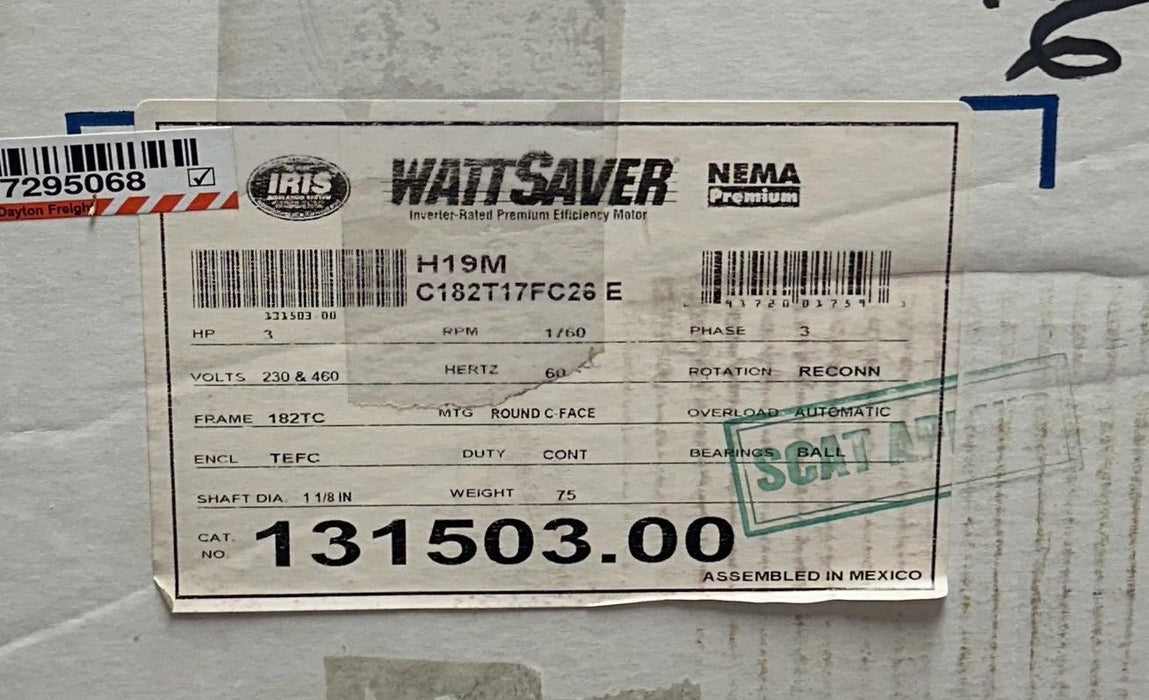 6
7295068
Dayton Freight
IRIS
WATTSAVER
Inverter-Rated Premium Efficiency Motor
NEMA
Premium
H19M
C182T17FC26 E
131503 00
HP 3 RPM 1760 PHASE 3
VOLTS 230 & 460 HERTZ 60 ROTATION RECONN
FRAME 182TC MTG ROUND C-FACE OVERLOAD AUTOMATIC
ENCL TEFC DUTY CONT BEARINGS BALL
SHAFT DIA. 1 1/8 IN WEIGHT 75
SCAT
CAT. NO. 131503.00
ASSEMBLED IN MEXICO